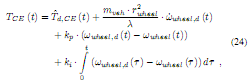 T_{CE}(t) = \hat{T}_{d,CE}(t) + \frac{m_{veh} \cdot r_{wheel}^2}{\lambda} \cdot \dot{\omega}_{wheel,d}(t)
+ k_p \cdot (\omega_{wheel,d}(t) - \omega_{wheel}(t))
(24)
+ k_i \cdot \int_0^t (\omega_{wheel,d}(\tau) - \omega_{wheel}(\tau)) d\tau ,